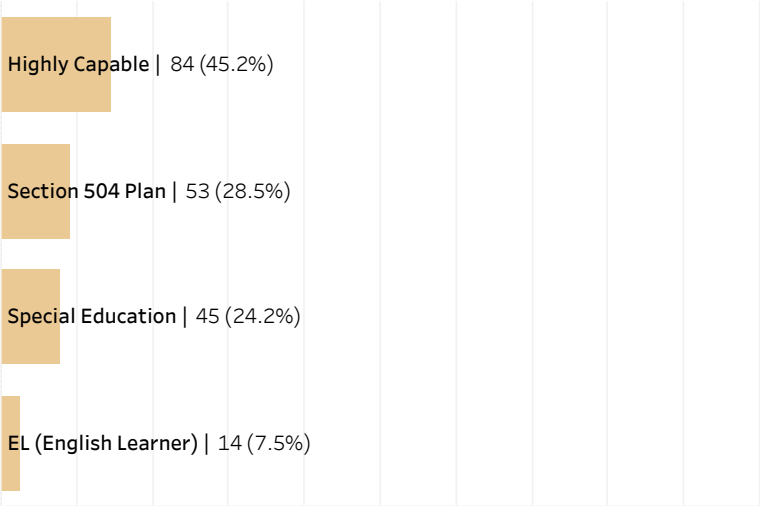 Highly Capable | 84 (45.2%)
Section 504 Plan | 53 (28.5%)
Special Education | 45 (24.2%)
EL (English Learner) | 14 (7.5%)